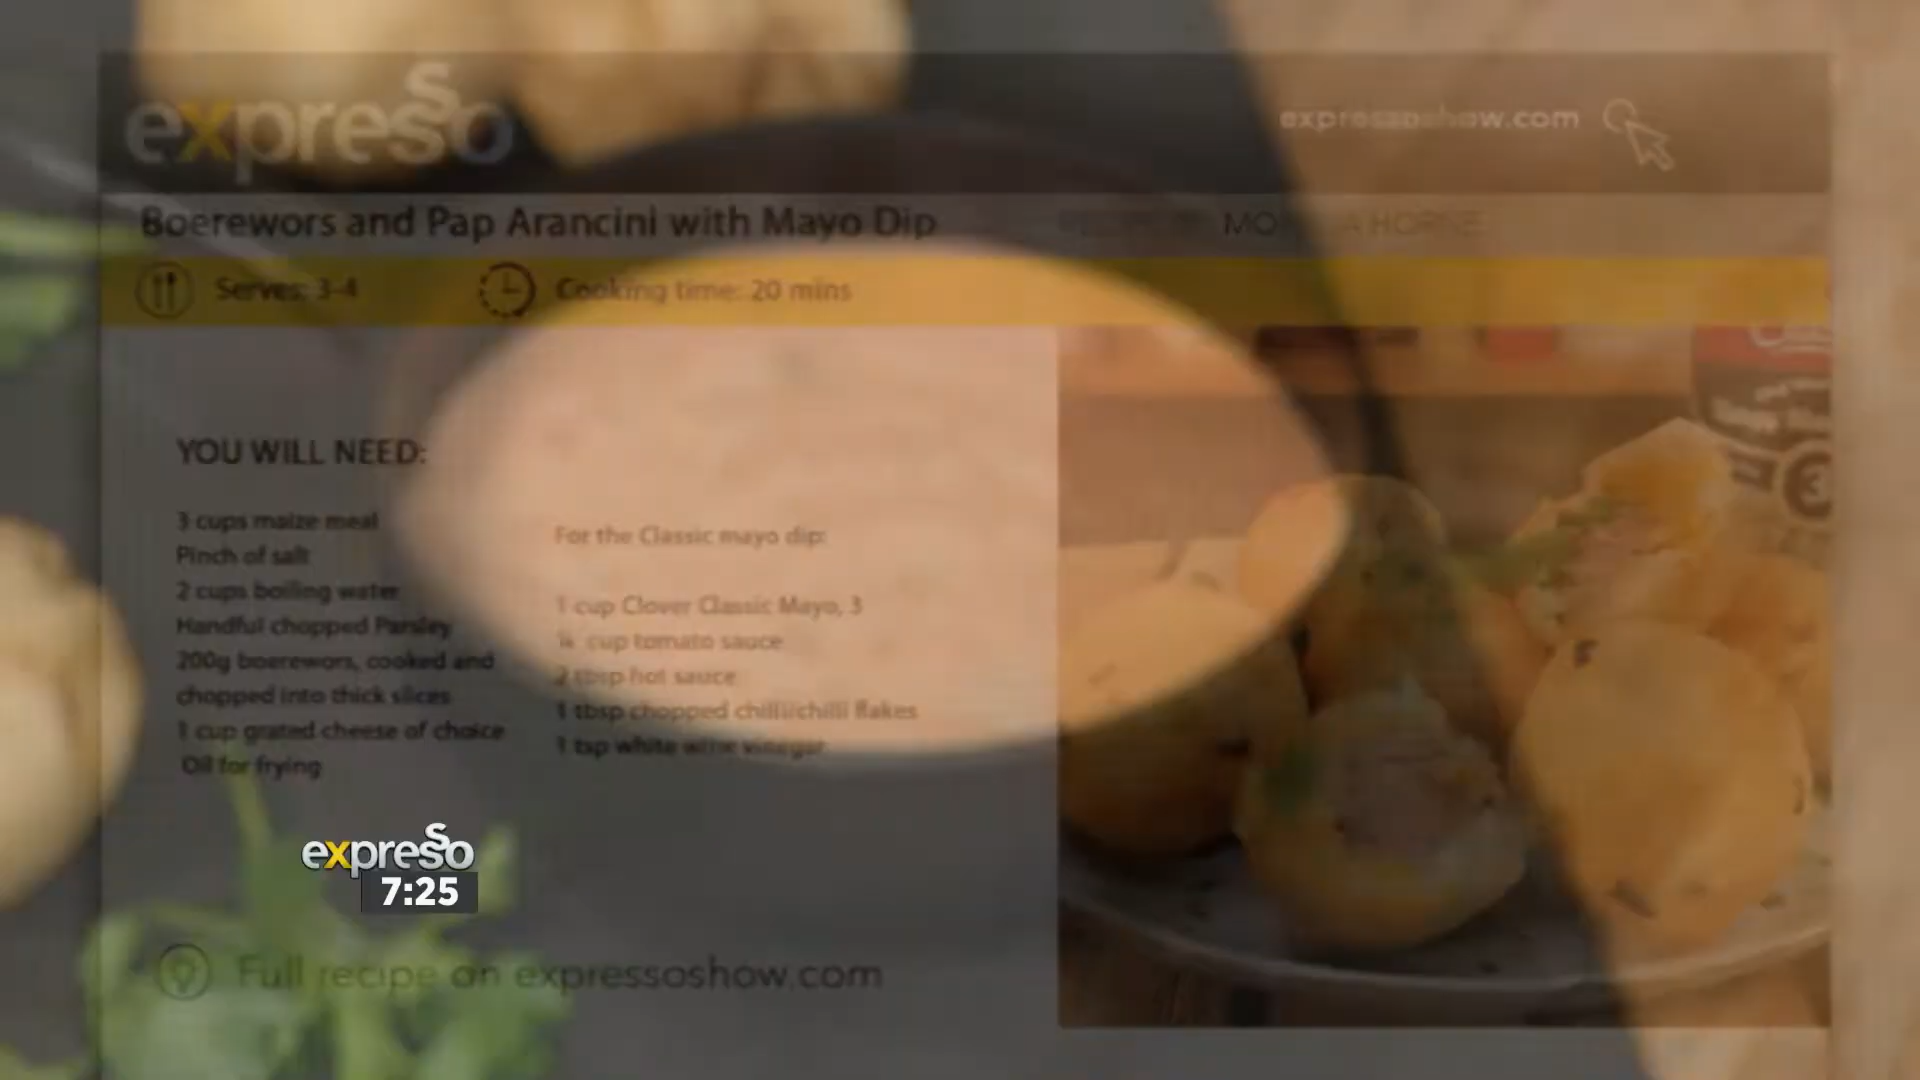 expresso
expressoshow.com
Boerewors and Pap Arancini with Mayo Dip
HORNE
Serves: 3-4
Cooking time: 20 mins
YOU WILL NEED:
3 cups maize meal
Pinch of salt
2 cups boiling water
Handful chopped Parsley
200g boerewors, cooked and
chopped into thick slices
1 cup grated cheese of choice
Oil for frying
For the Classic mayo dip:
1 cup Clover Classic Mayo, 3
¼ cup tomato sauce
2 tbsp hot sauce
1 tbsp chopped chilli/chilli flakes
1 tsp white wine vinegar
expresso
7:25
Full recipe on expressoshow.com